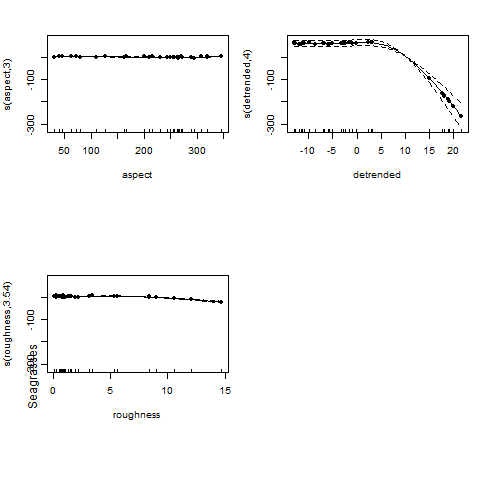 s(aspect,3)
-100
-300
50
100
200
300
aspect
s(detrended,4)
-100
-300
-10
-5
0
5
10
15
20
detrended
s(roughness,3.54)
-100
Seagrasses
0
5
10
15
roughness